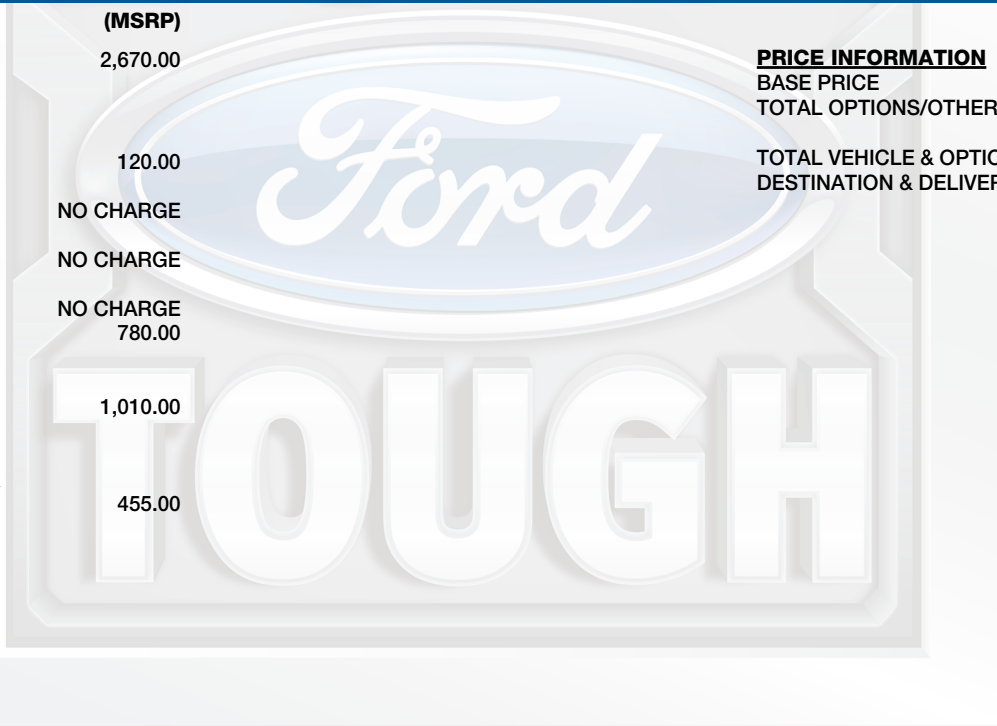 (MSRP)
2,670.00
120.00
NO CHARGE
NO CHARGE
NO CHARGE
780.00
1,010.00
455.00
PRICE INFORMATION
BASE PRICE
TOTAL OPTIONS/OTHER
TOTAL VEHICLE & OPTIO
DESTINATION & DELIVER
Ford
TOUGH